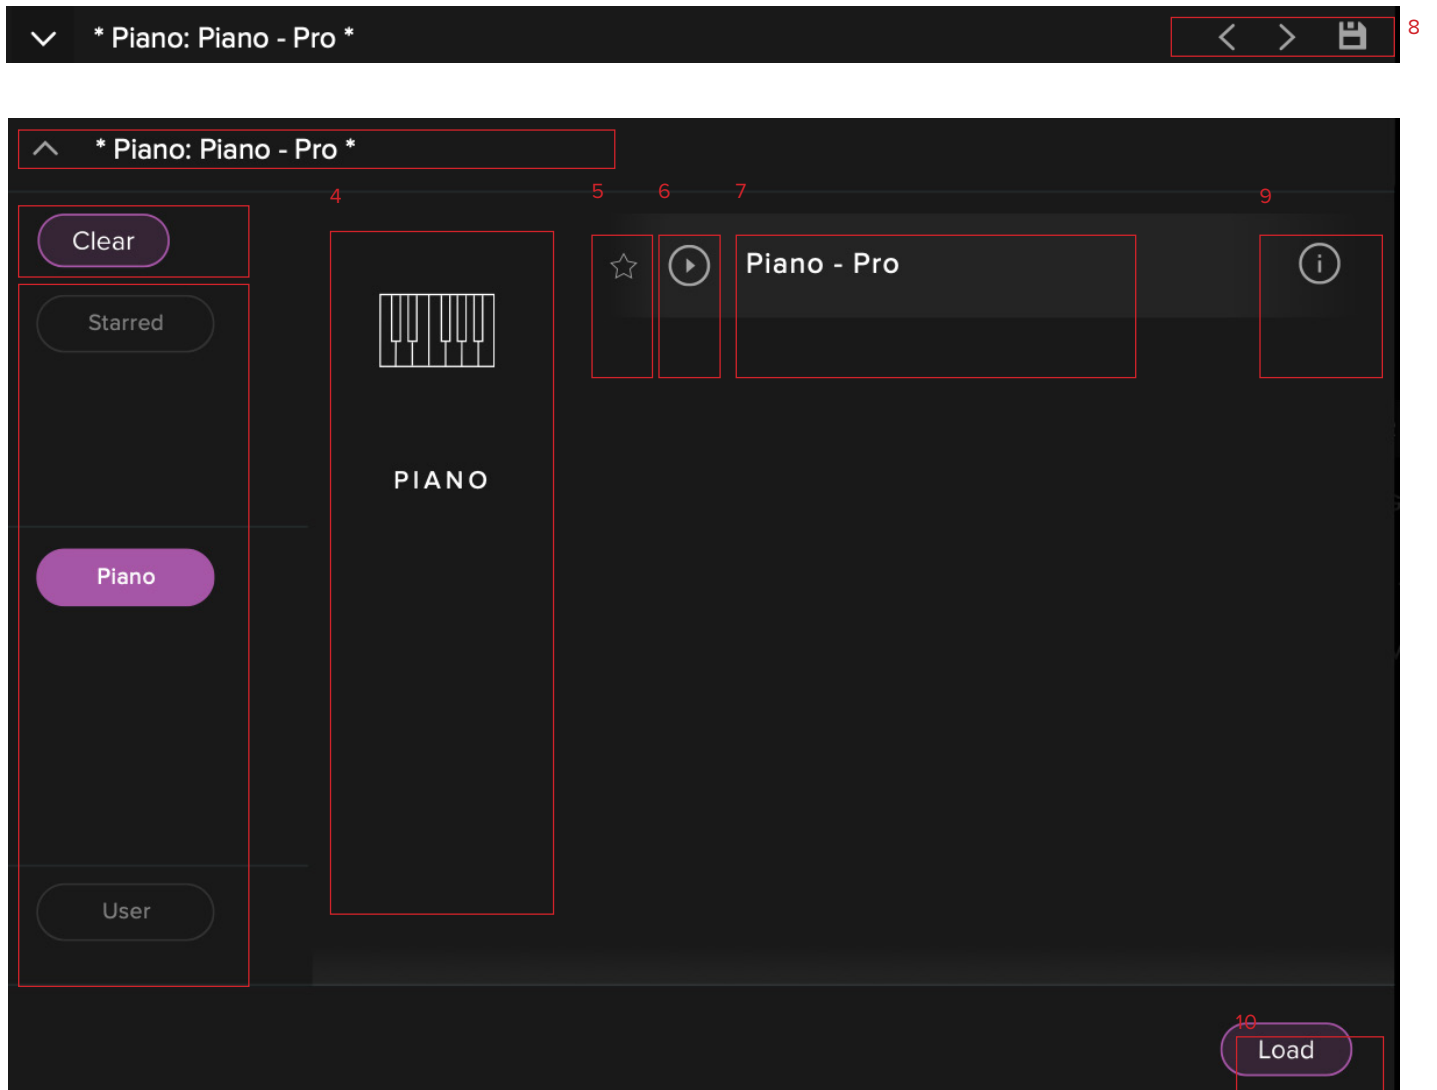 * Piano: Piano - Pro *
8
* Piano: Piano - Pro *
4
5
6
7
9
Clear
Piano - Pro
Starred
PIANO
Piano
User
10
Load